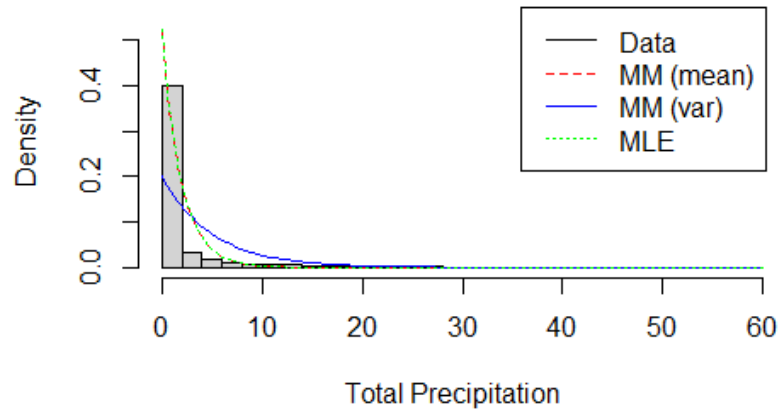 Data
MM (mean)
MM (var)
MLE
Density
0.4
0.2
0.0
0 10 20 30 40 50 60
Total Precipitation